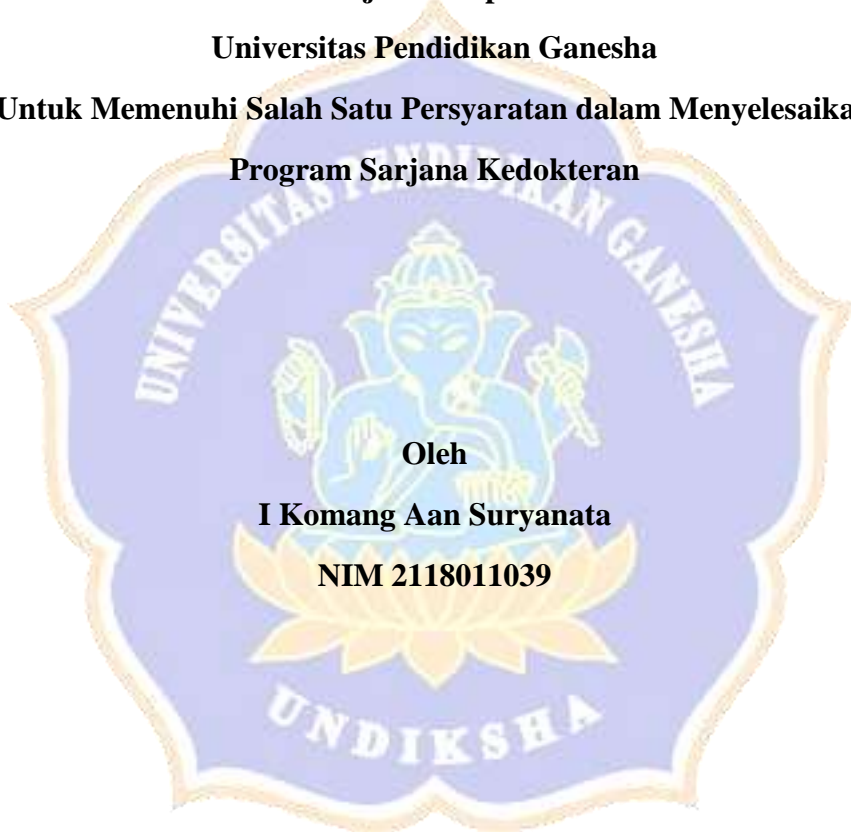 Universitas Pendidikan Ganesha
Untuk Memenuhi Salah Satu Persyaratan dalam Menyelesaika
Program Sarjana Kedokteran
UNIVERSITAS PENDIDIKAN GANESHA
Oleh
I Komang Aan Suryanata
NIM 2118011039
UNDIKSHA